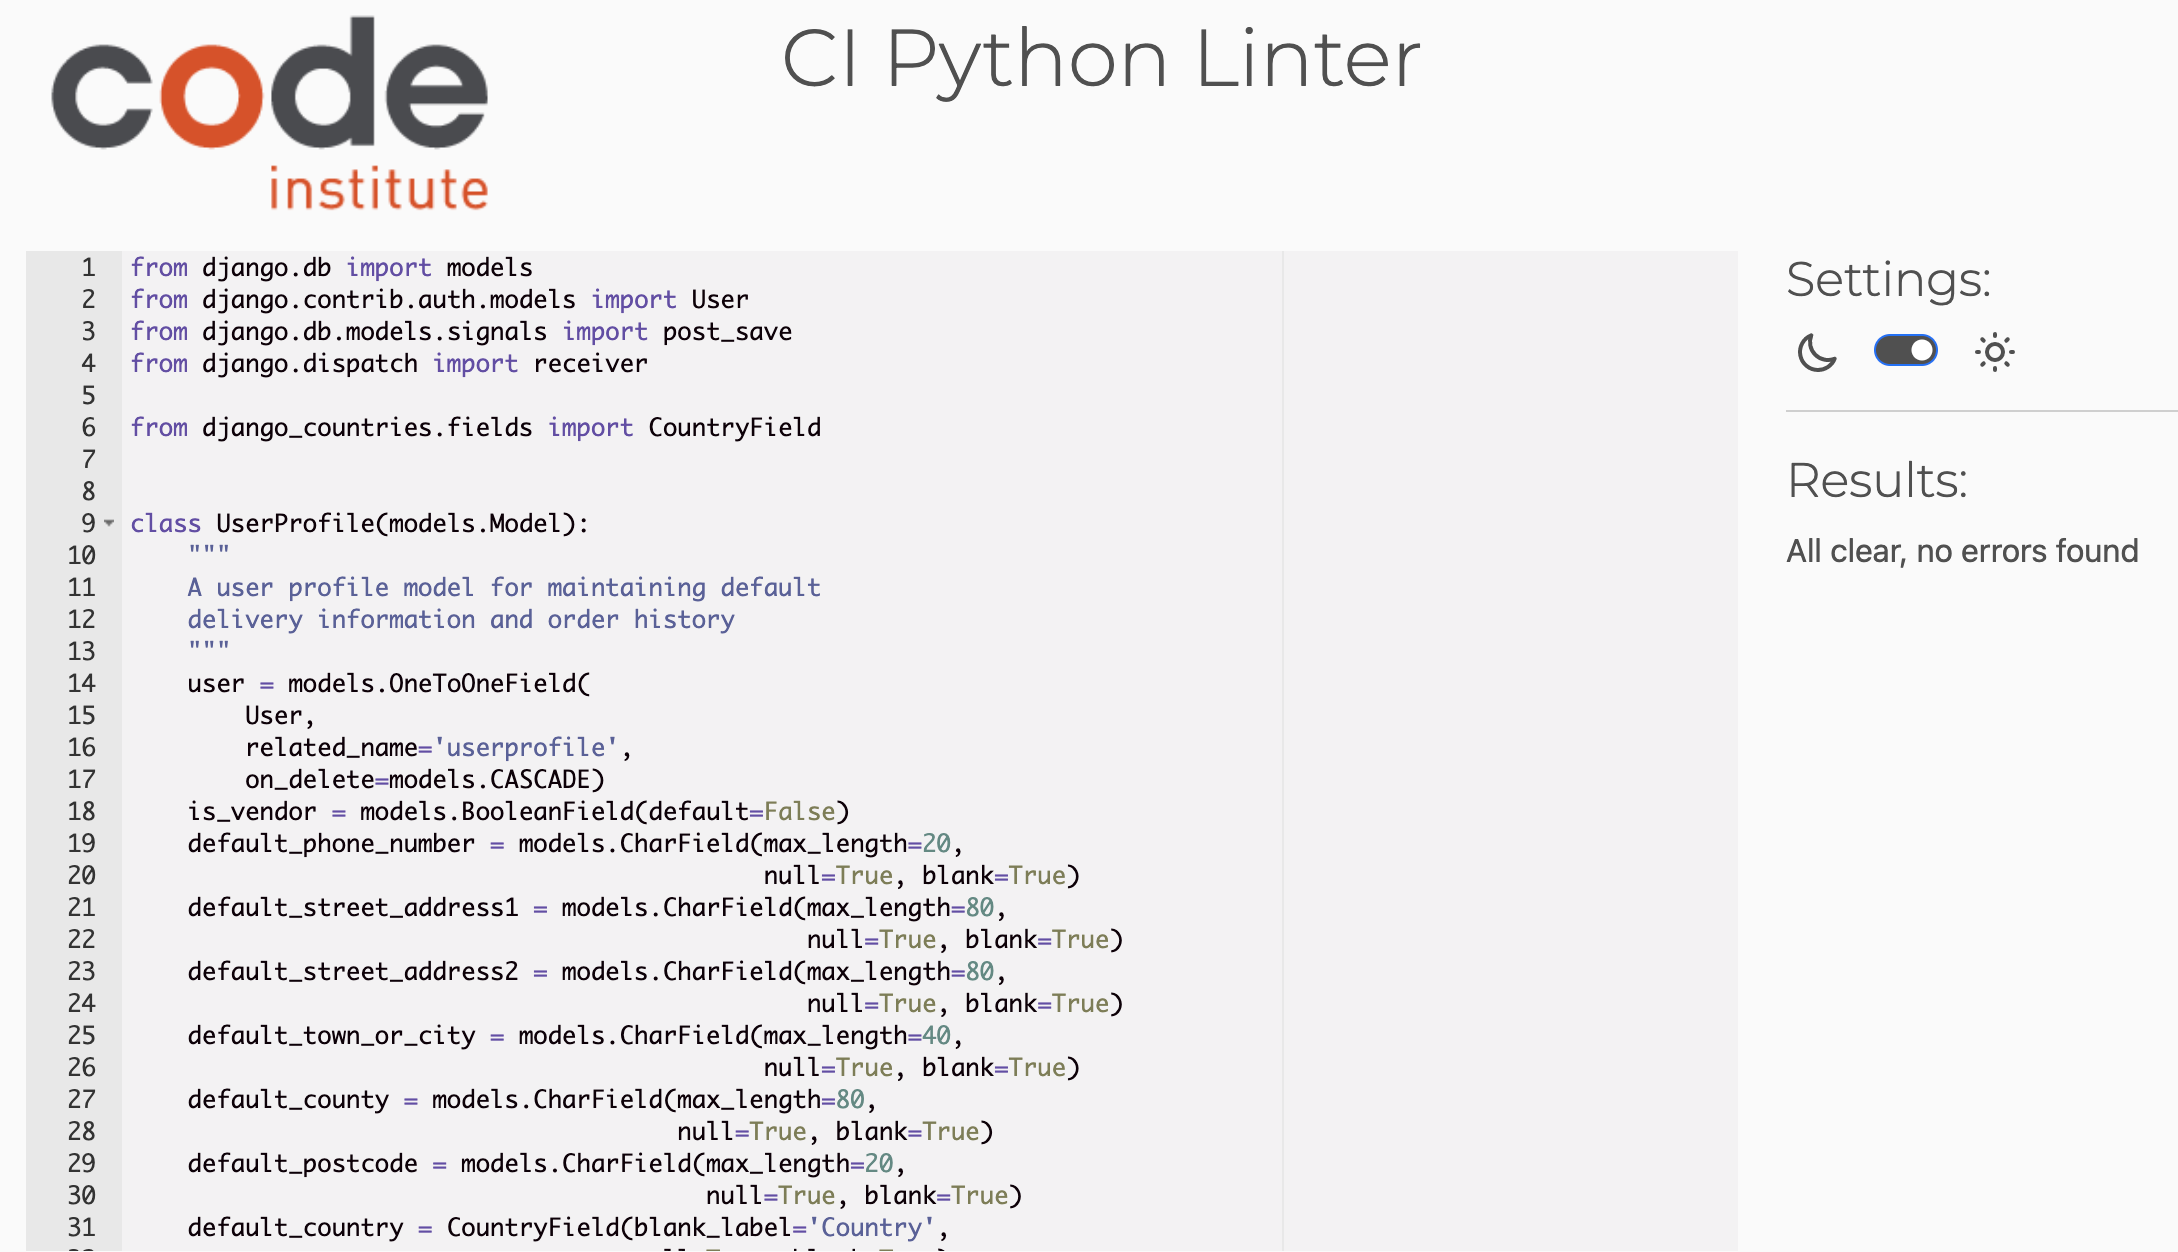 code
institute
CI Python Linter
1 from django.db import models
2 from django.contrib.auth.models import User
3 from django.db.models.signals import post_save
4 from django.dispatch import receiver
5
6 from django_countries.fields import CountryField
7
8
9 class UserProfile(models.Model):
10     """
11     A user profile model for maintaining default
12     delivery information and order history
13     """
14     user = models.OneToOneField(
15         User,
16         related_name='userprofile',
17         on_delete=models.CASCADE)
18     is_vendor = models.BooleanField(default=False)
19     default_phone_number = models.CharField(max_length=20,
20                                             null=True, blank=True)
21     default_street_address1 = models.CharField(max_length=80,
22                                                null=True, blank=True)
23     default_street_address2 = models.CharField(max_length=80,
24                                                null=True, blank=True)
25     default_town_or_city = models.CharField(max_length=40,
26                                             null=True, blank=True)
27     default_county = models.CharField(max_length=80,
28                                       null=True, blank=True)
29     default_postcode = models.CharField(max_length=20,
30                                         null=True, blank=True)
31     default_country = CountryField(blank_label='Country',
Settings:
Results:
All clear, no errors found